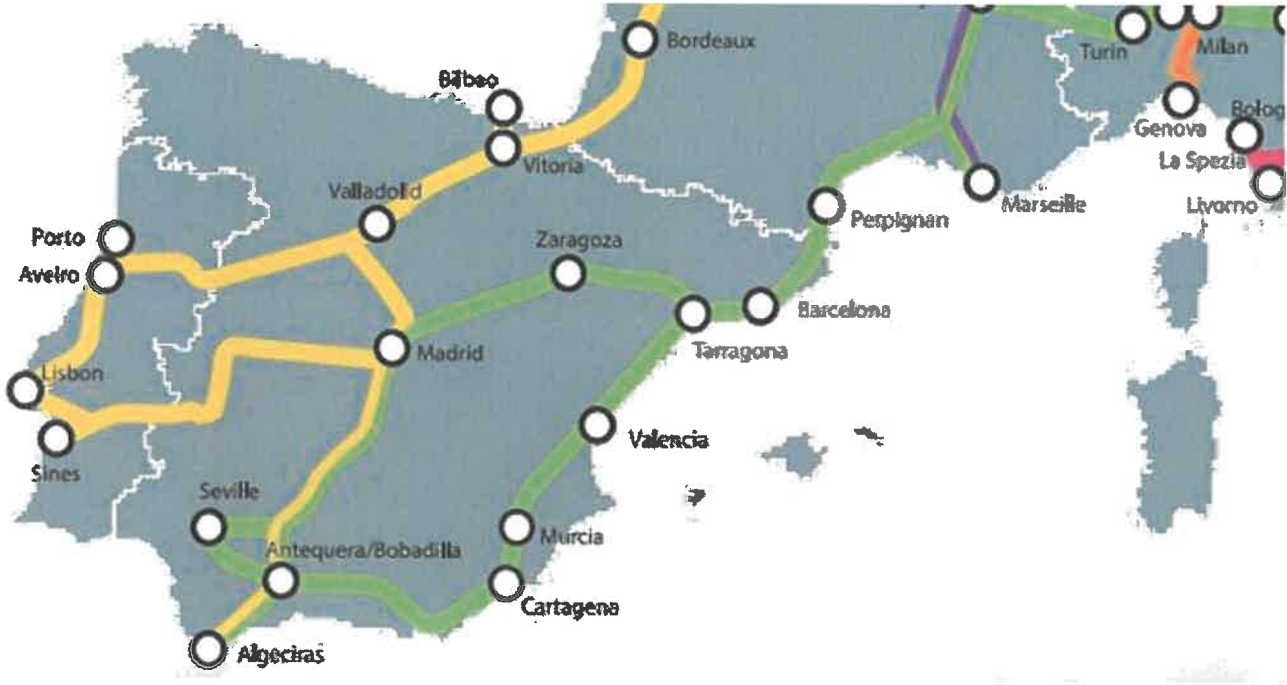 Bordeaux
Turin
Milan
Bilbao
Genova
Bolog
Vitoria
La Spezia
Valladolid
Marseille
Livorno
Perpignan
Porto
Zaragoza
Aveiro
Barcelona
Madrid
Tarragona
Lisbon
Valencia
Sines
Seville
Murcia
Antequera/Bobadilla
Cartagena
Algeciras